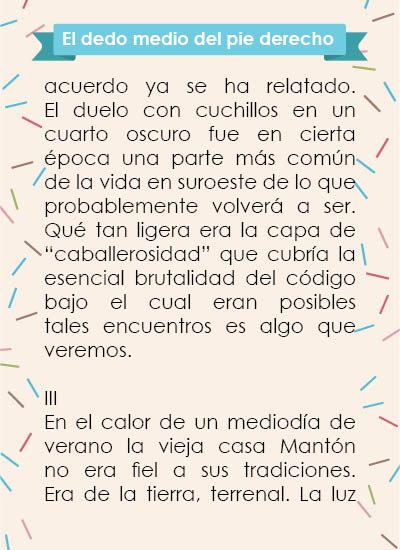 El dedo medio del pie derecho
acuerdo ya se ha relatado.
El duelo con cuchillos en un
cuarto oscuro fue en cierta
época una parte más común
de la vida en suroeste de lo que
probablemente volverá a ser.
Qué tan ligera era la capa de
“caballerosidad” que cubría la
esencial brutalidad del código
bajo el cual eran posibles
tales encuentros es algo que
veremos.
III
En el calor de un mediodía de
verano la vieja casa Mantón
no era fiel a sus tradiciones.
Era de la tierra, terrenal. La luz